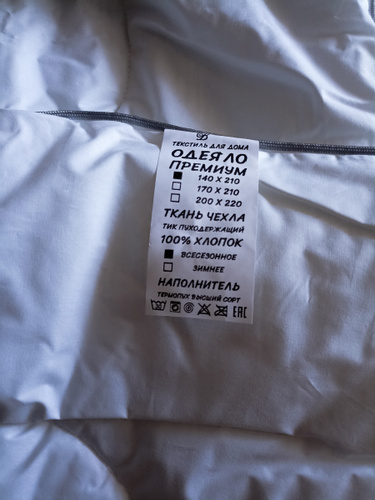 ТЕКСТИЛЬ ДЛЯ ДОМА
ОДЕЯЛО
ПРЕМИУМ
140 X 210
170 X 210
200 X 220
ТКАНЬ ЧЕХЛА
ТИК ПУХОДЕРЖАЩИЙ
100% ХЛОПОК
ВСЕСЕЗОННОЕ
ЗИМНЕЕ
НАПОЛНИТЕЛЬ
ТЕРМОПУХ ВЫСШИЙ СОРТ
EAC